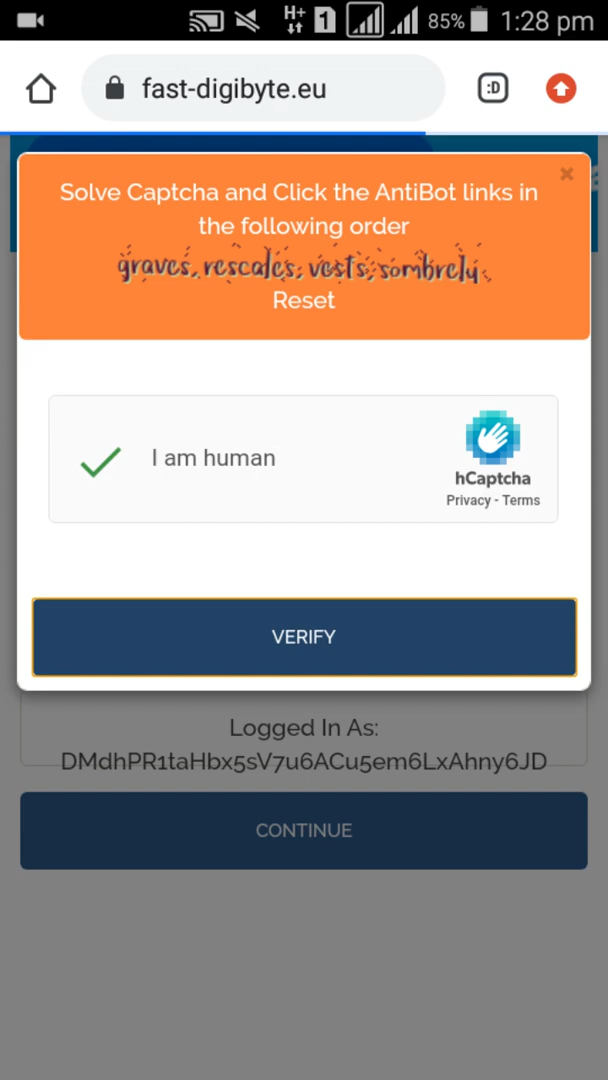 H+ 1 85% 1:28 pm
fast-digibyte.eu :D
×
Solve Captcha and Click the AntiBot links in
the following order
graves, rescales, vests, sombrely
Reset
I am human
hCaptcha
Privacy - Terms
VERIFY
Logged In As:
DMdhPR1taHbx5sV7u6ACu5em6LxAhny6JD
CONTINUE